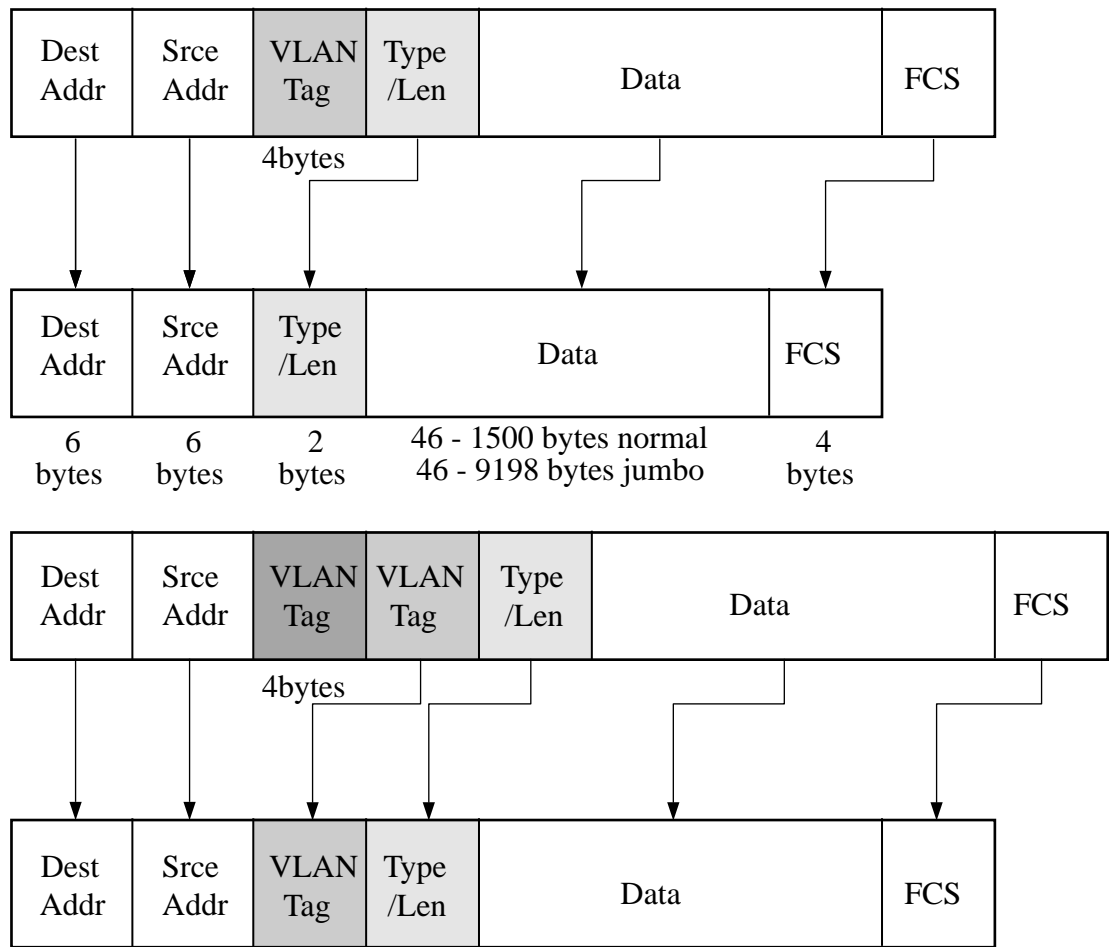 Dest Addr Srce Addr VLAN Tag Type /Len Data FCS
4bytes
Dest Addr Srce Addr Type /Len Data FCS
6 bytes 6 bytes 2 bytes 46 - 1500 bytes normal 46 - 9198 bytes jumbo 4 bytes
Dest Addr Srce Addr VLAN Tag VLAN Tag Type /Len Data FCS
4bytes
Dest Addr Srce Addr VLAN Tag Type /Len Data FCS